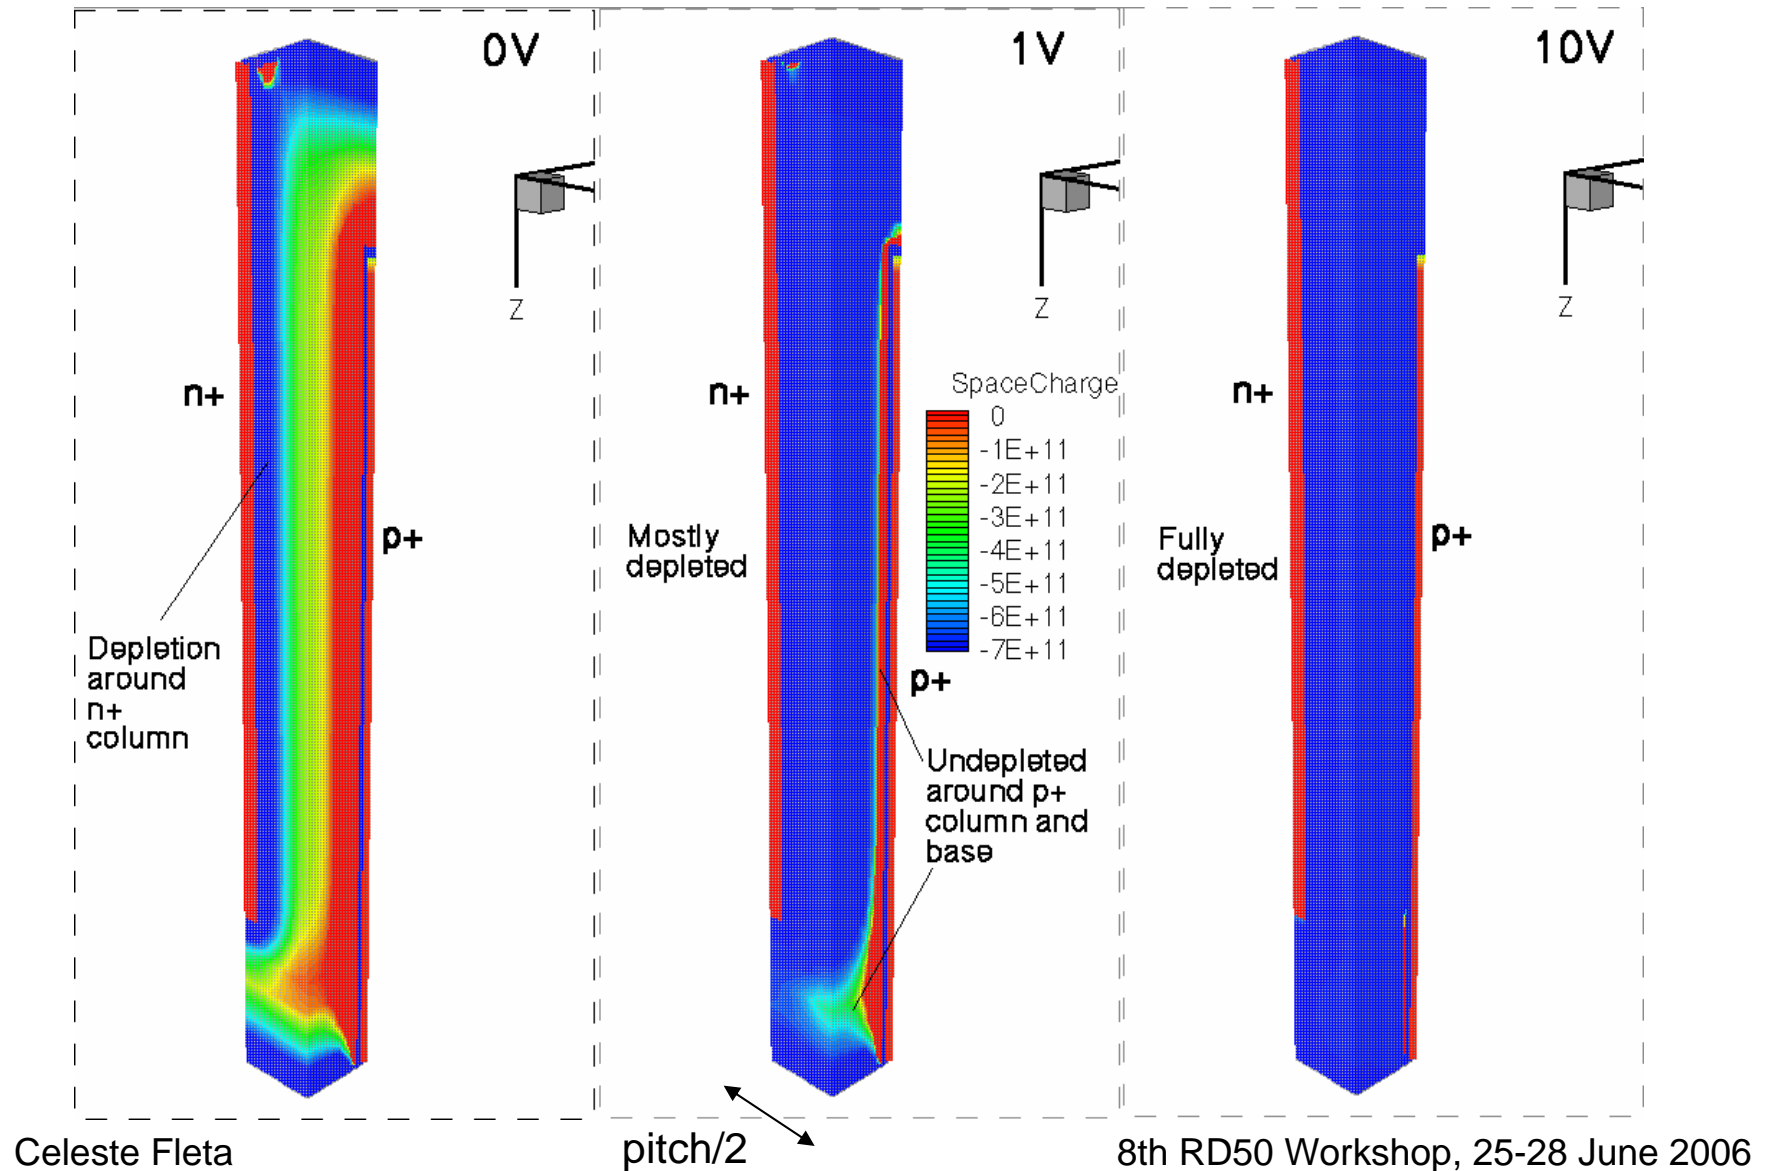 0V
1V
10V
Z
Z
Z
n+
n+
n+
SpaceCharge
0
-1E+11
-2E+11
-3E+11
-4E+11
-5E+11
-6E+11
-7E+11
p+
Mostly
depleted
Fully
depleted
p+
Depletion
around
n+
column
p+
Undepleted
around p+
column and
base
Celeste Fleta
pitch/2
8th RD50 Workshop, 25-28 June 2006